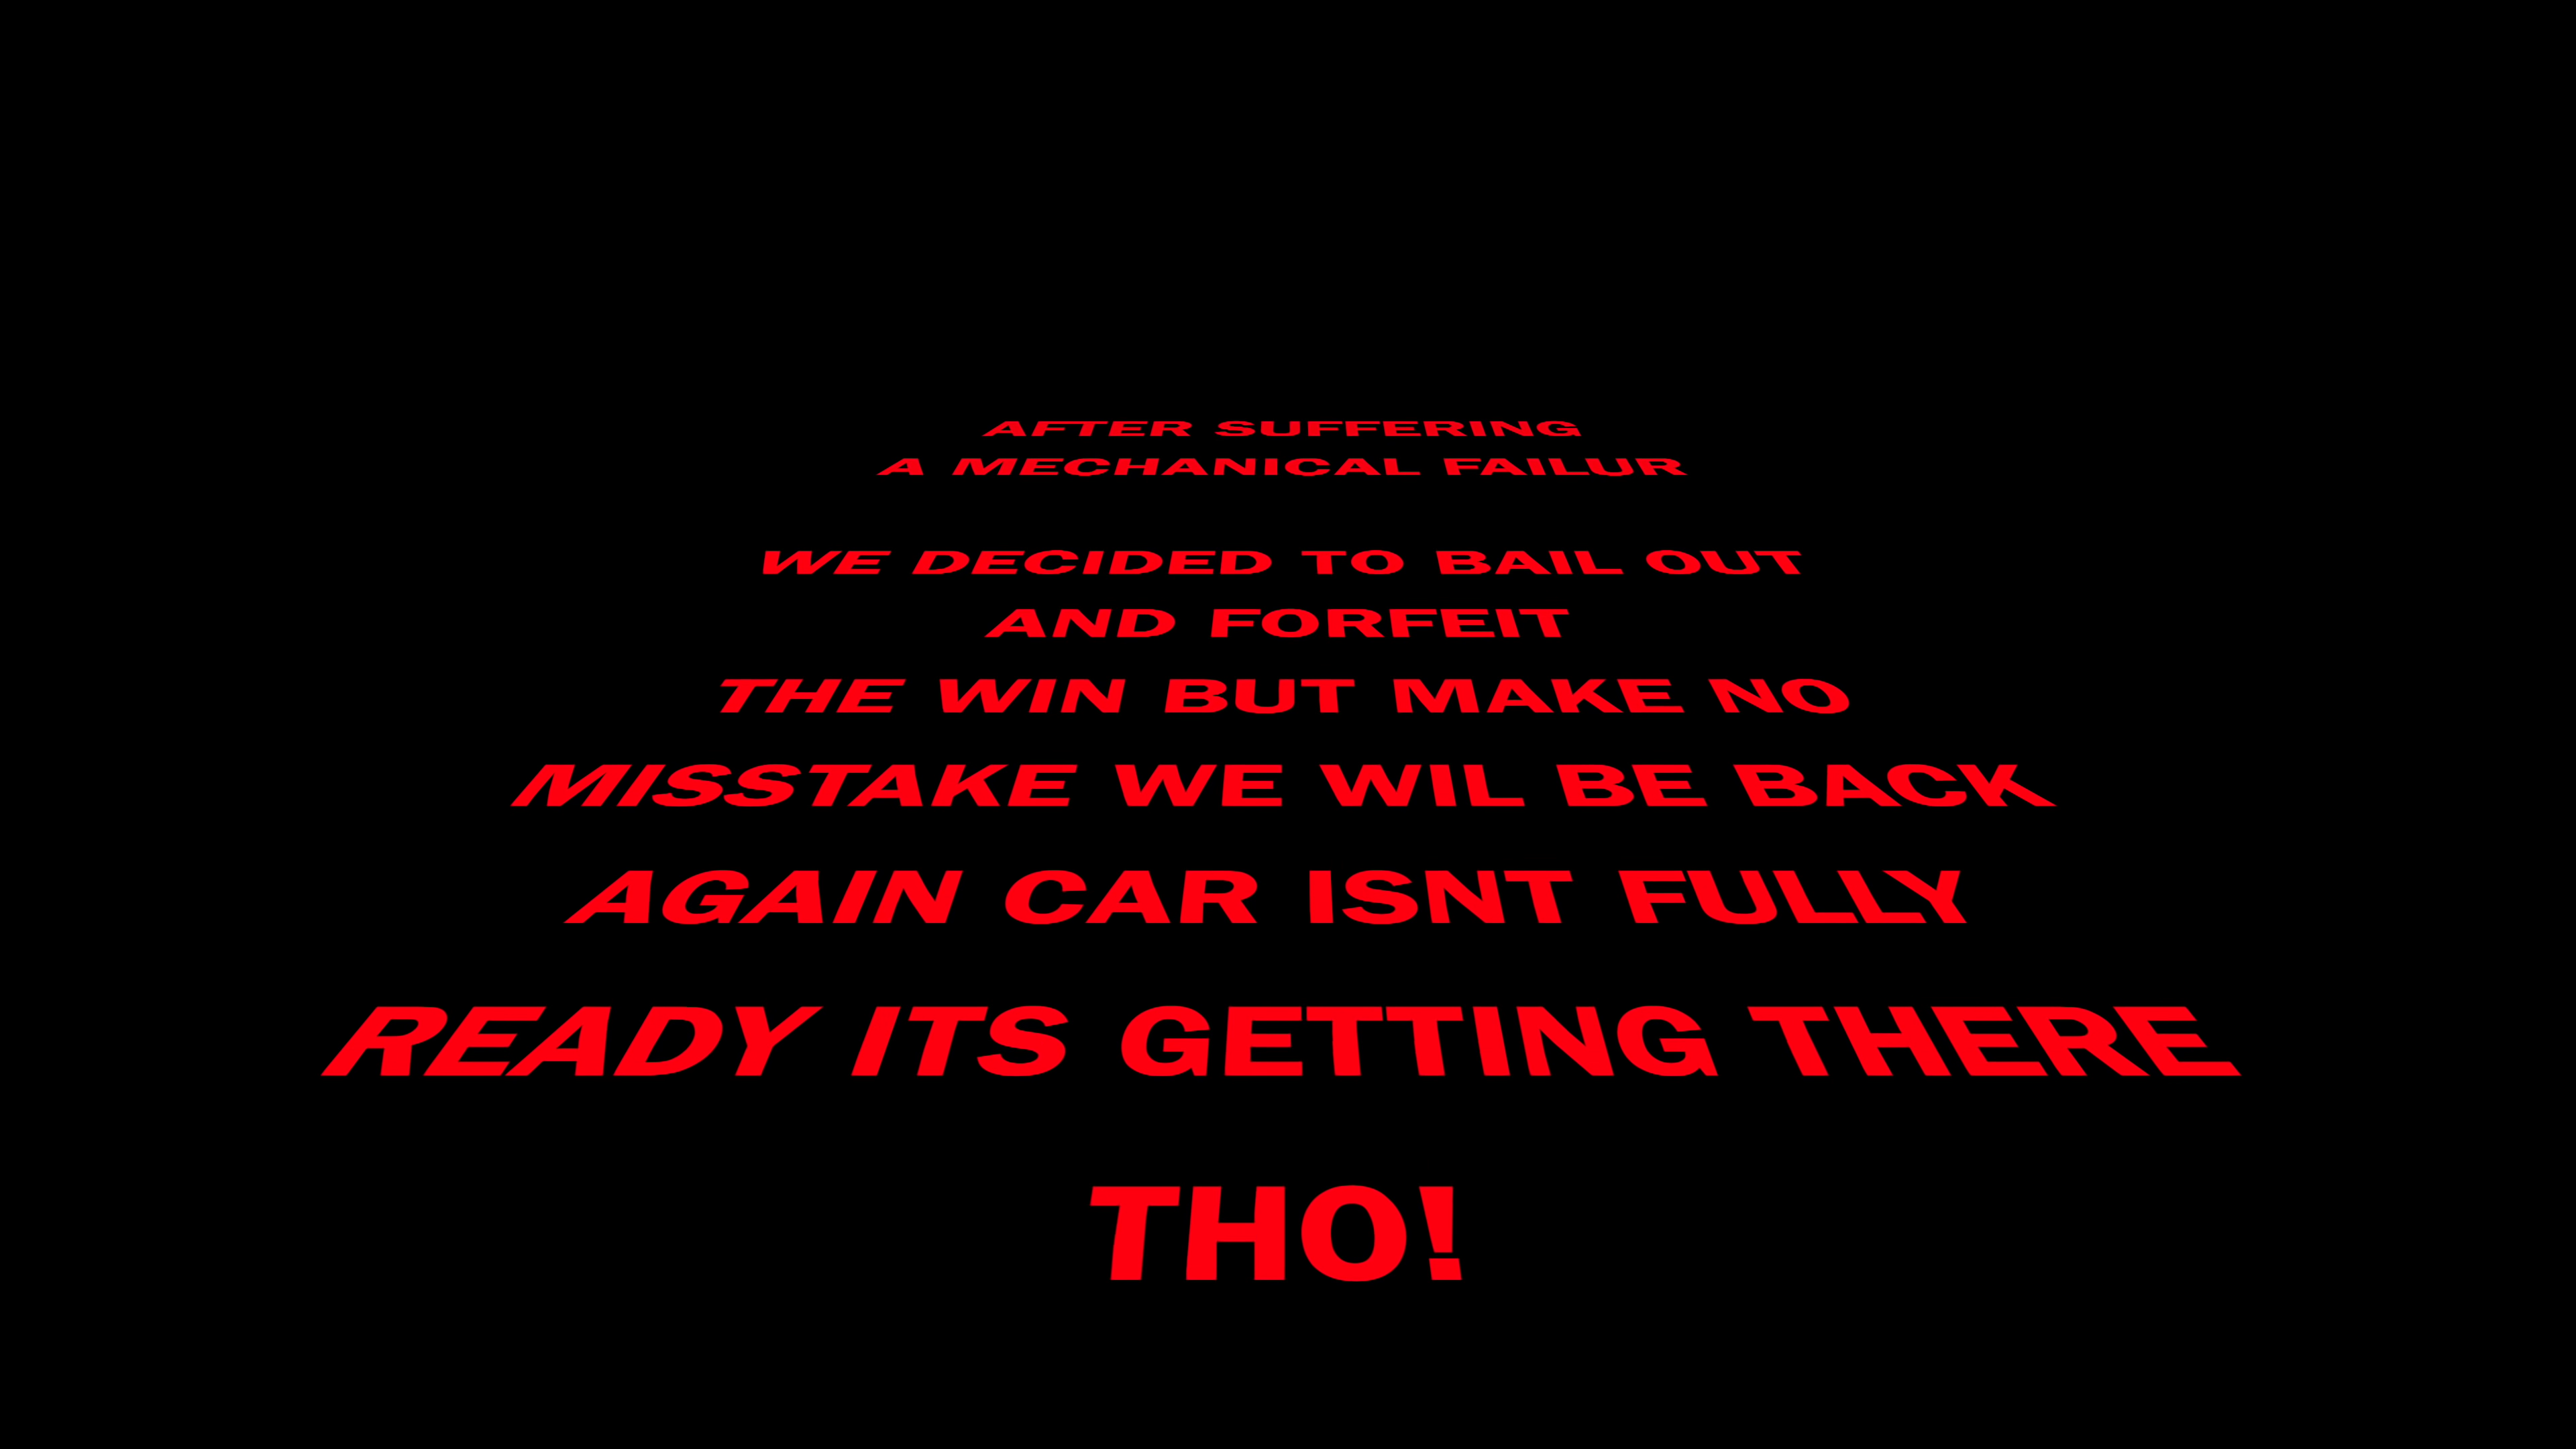 AFTER SUFFERING
A MECHANICAL FAILUR
WE DECIDED TO BAIL OUT
AND FORFEIT
THE WIN BUT MAKE NO
MISSTAKE WE WIL BE BACK
AGAIN CAR ISNT FULLY
READY ITS GETTING THERE
THO!